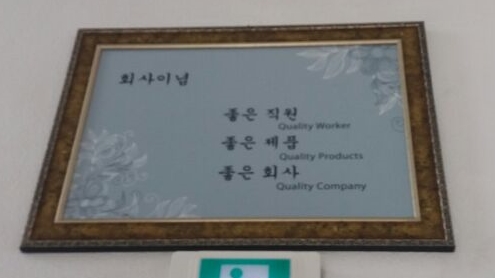 회사이념
좋은 직원
Quality Worker
좋은 제품
Quality Products
좋은 회사
Quality Company